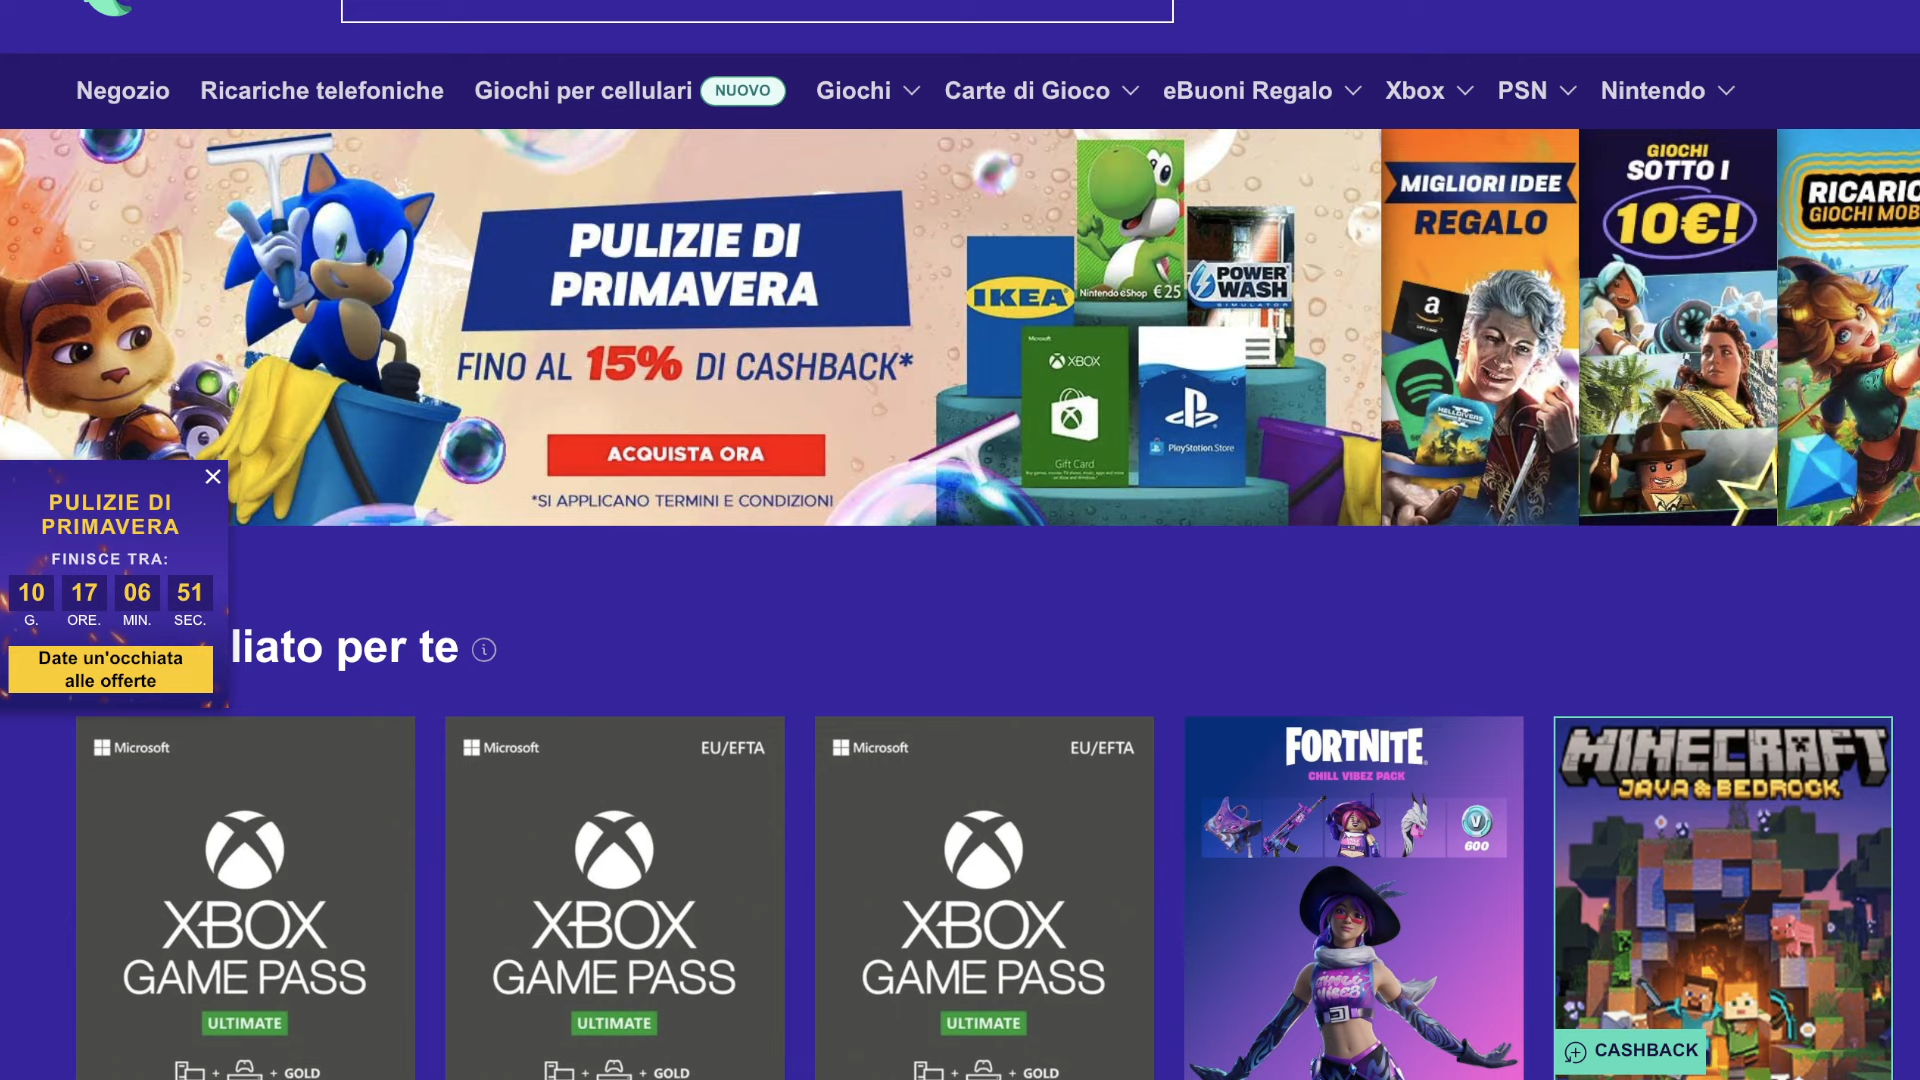 Negozio Ricariche telefoniche Giochi per cellulari NUOVO Giochi Carte di Gioco eBuoni Regalo Xbox PSN Nintendo
PULIZIE DI
PRIMAVERA
FINO AL 15% DI CASHBACK*
ACQUISTA ORA
*SI APPLICANO TERMINI E CONDIZIONI
IKEA
Nintendo eShop €25
POWER
WASH
SIMULATOR
Microsoft
XBOX
Gift Card
PlayStation Store
MIGLIORI IDEE
REGALO
a
HELLDIVERS
GIOCHI
SOTTO I
10€!
RICARIC
GIOCHI MOB
PULIZIE DI
PRIMAVERA
FINISCE TRA:
10 17 06 51
G. ORE. MIN. SEC.
Date un'occhiata
alle offerte
liato per te
Microsoft
XBOX
GAME PASS
ULTIMATE
+ + GOLD
Microsoft EU/EFTA
XBOX
GAME PASS
ULTIMATE
+ + GOLD
Microsoft EU/EFTA
XBOX
GAME PASS
ULTIMATE
+ + GOLD
FORTNITE
CHILL VIBEZ PACK
V
600
MINECRAFT
JAVA & BEDROCK
CASHBACK